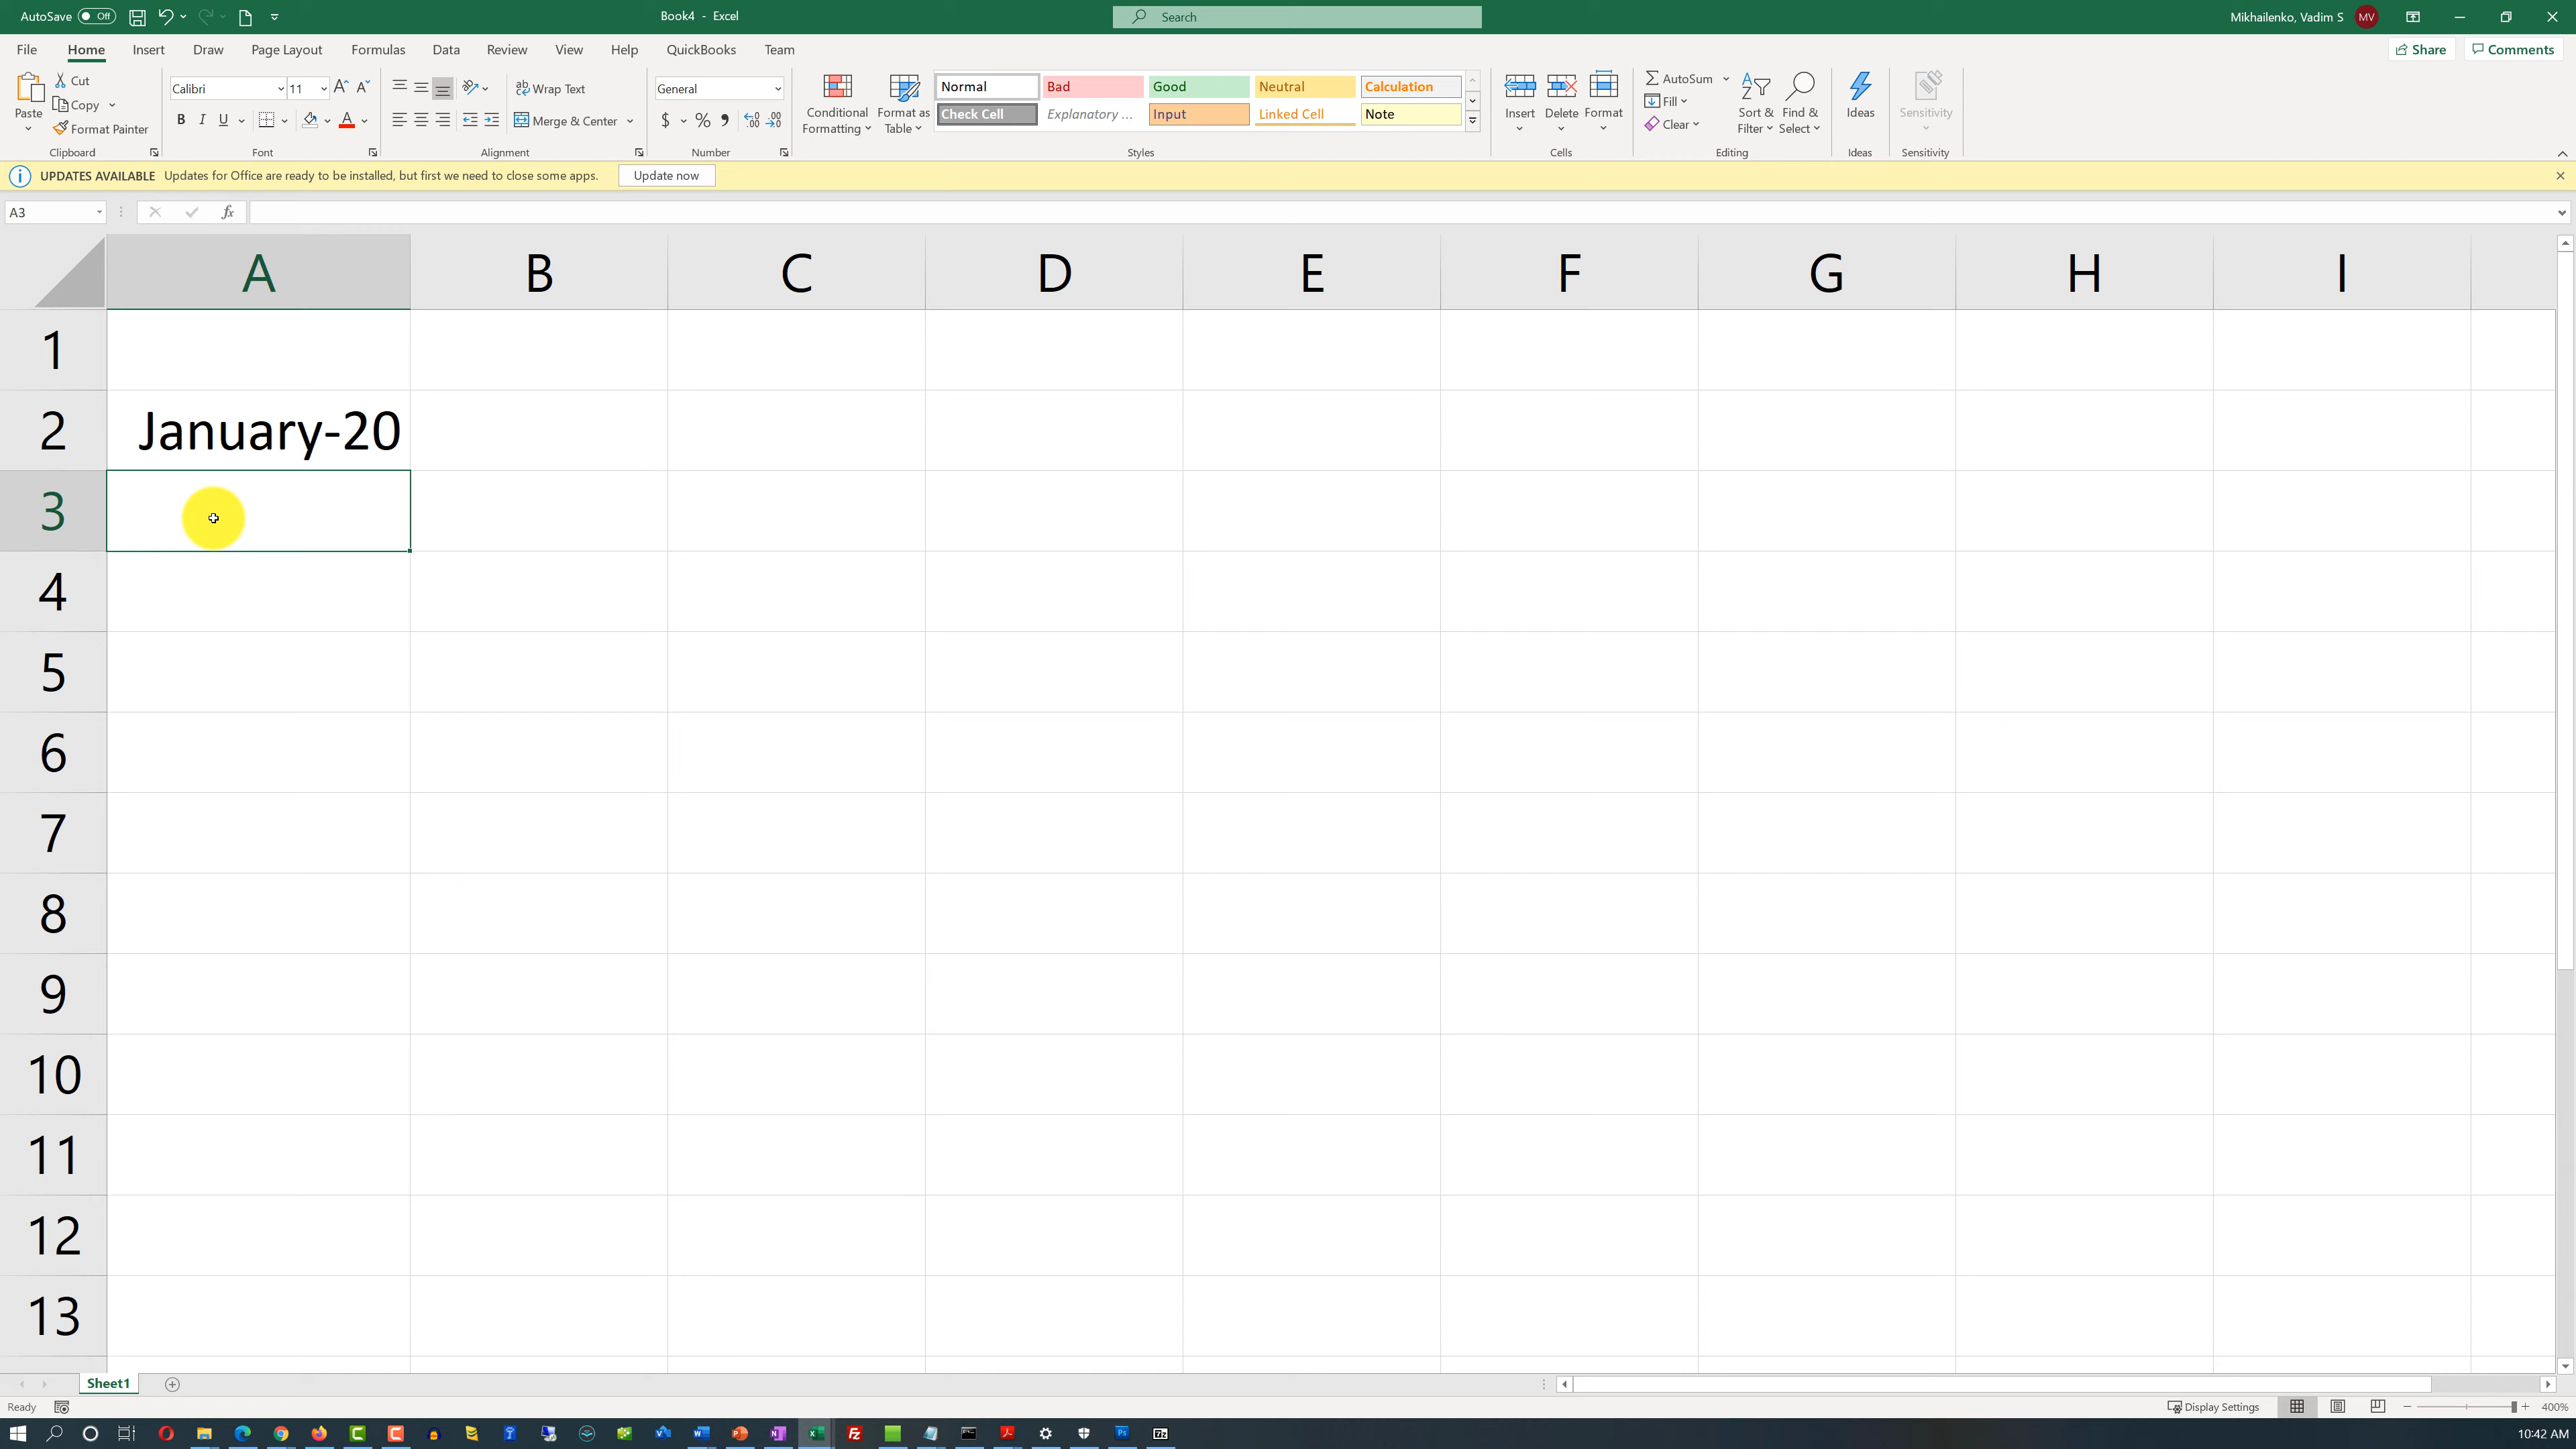 AutoSave Off
Book4 - Excel
Search
Mikhailenko, Vadim S MV
File Home Insert Draw Page Layout Formulas Data Review View Help QuickBooks Team
Share Comments
Paste
Cut
Copy
Format Painter
Clipboard
Calibri 11
B I U
Font
Wrap Text
Merge & Center
Alignment
General
$ % ,
Number
Conditional Formatting
Format as Table
Normal Bad Good Neutral Calculation
Check Cell Explanatory ... Input Linked Cell Note
Styles
Insert Delete Format
Cells
AutoSum
Fill
Clear
Sort & Filter
Find & Select
Editing
Ideas
Ideas
Sensitivity
Sensitivity
UPDATES AVAILABLE Updates for Office are ready to be installed, but first we need to close some apps. Update now
A3 fx
A B C D E F G H I
1
2 January-20
3
4
5
6
7
8
9
10
11
12
13
Sheet1
Ready
Display Settings 400%
10:42 AM